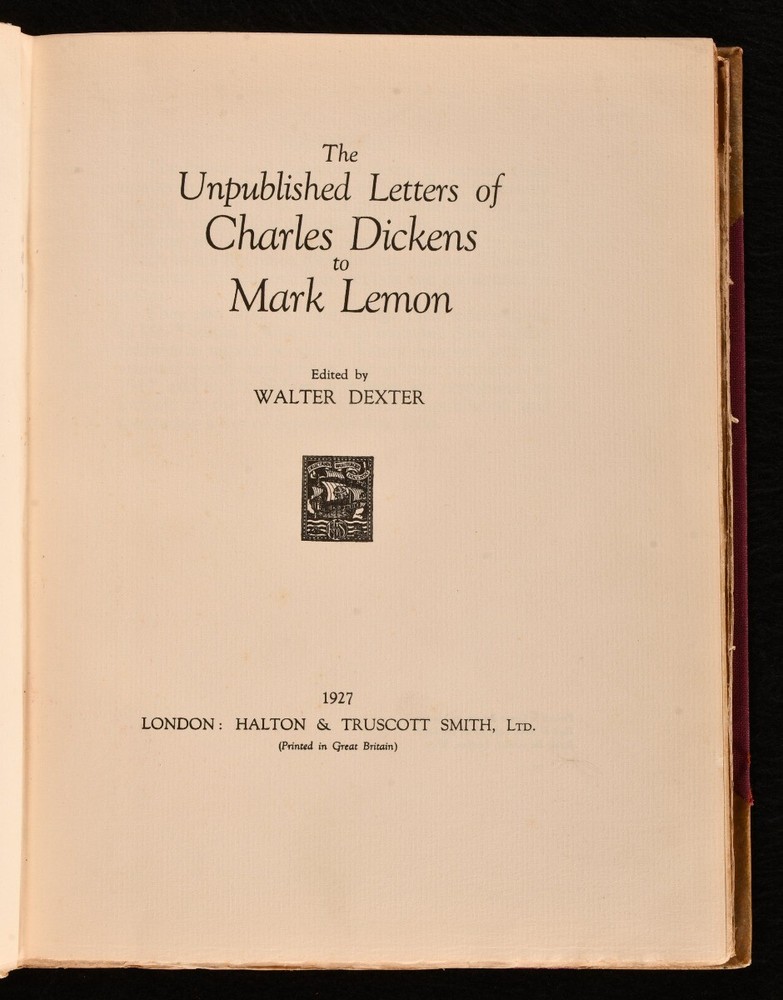 The
Unpublished Letters of
Charles Dickens
to
Mark Lemon
Edited by
WALTER DEXTER
1927
LONDON: HALTON & TRUSCOTT SMITH, LTD.
(Printed in Great Britain)